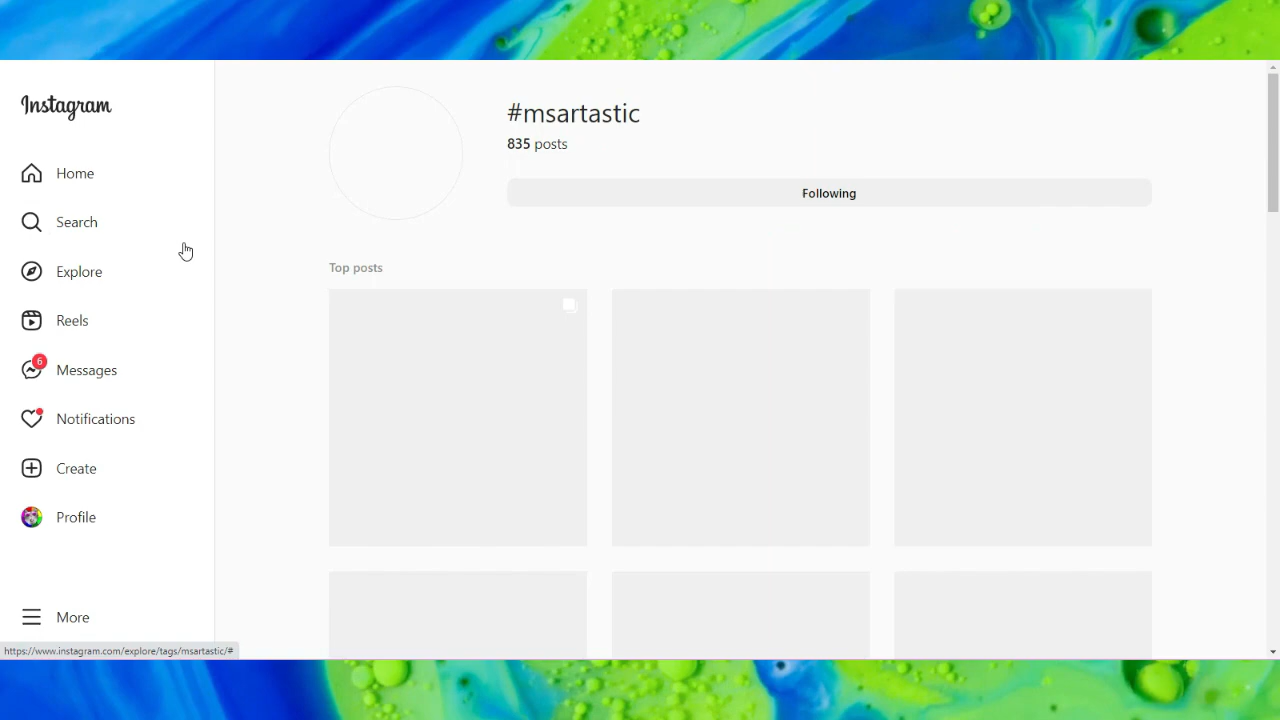 Instagram
Home
Search
Explore
Reels
6
Messages
Notifications
Create
Profile
More
#msartastic
835 posts
Following
Top posts
https://www.instagram.com/explore/tags/msartastic/#